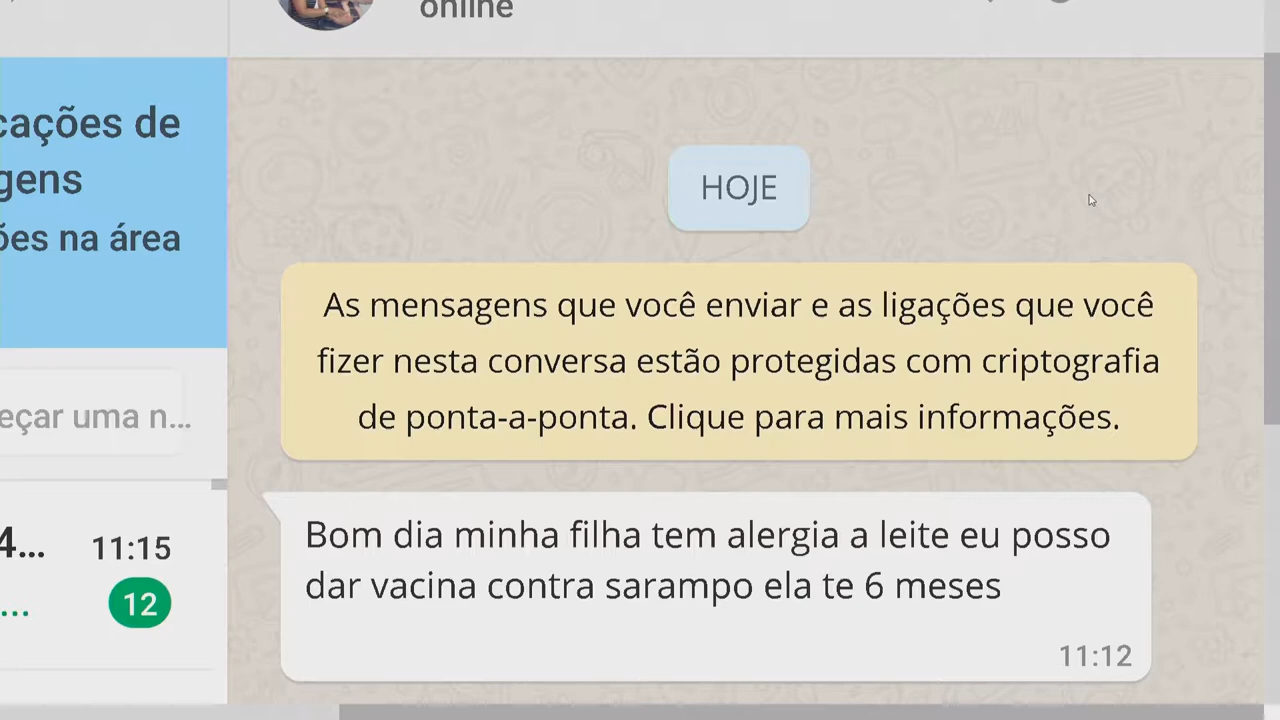 online
cações de
gens
ões na área
eçar uma n...
4... 11:15
... 12
HOJE
As mensagens que você enviar e as ligações que você
fizer nesta conversa estão protegidas com criptografia
de ponta-a-ponta. Clique para mais informações.
Bom dia minha filha tem alergia a leite eu posso
dar vacina contra sarampo ela te 6 meses
11:12